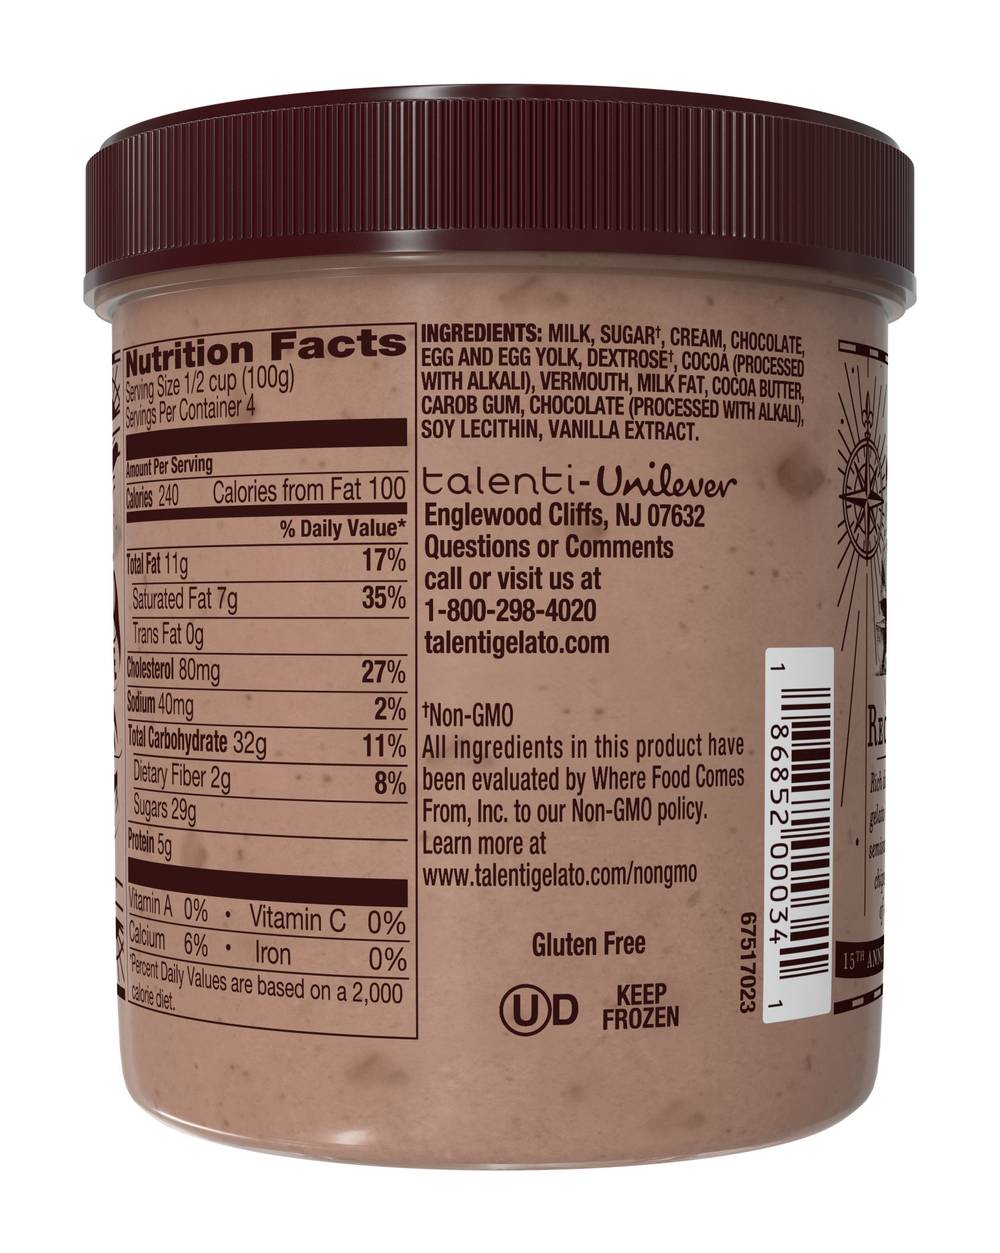 Nutrition Facts
Serving Size 1/2 cup (100g)
Servings Per Container 4
Amount Per Serving
Calories 240 Calories from Fat 100
% Daily Value*
Total Fat 11g 17%
Saturated Fat 7g 35%
Trans Fat 0g
Cholesterol 80mg 27%
Sodium 40mg 2%
Total Carbohydrate 32g 11%
Dietary Fiber 2g 8%
Sugars 29g
Protein 5g
Vitamin A 0% • Vitamin C 0%
Calcium 6% • Iron 0%
*Percent Daily Values are based on a 2,000
calorie diet.
INGREDIENTS: MILK, SUGAR†, CREAM, CHOCOLATE,
EGG AND EGG YOLK, DEXTROSE†, COCOA (PROCESSED
WITH ALKALI), VERMOUTH, MILK FAT, COCOA BUTTER,
CAROB GUM, CHOCOLATE (PROCESSED WITH ALKALI),
SOY LECITHIN, VANILLA EXTRACT.
talenti-Unilever
Englewood Cliffs, NJ 07632
Questions or Comments
call or visit us at
1-800-298-4020
talentigelato.com
†Non-GMO
All ingredients in this product have
been evaluated by Where Food Comes
From, Inc. to our Non-GMO policy.
Learn more at
www.talentigelato.com/nongmo
Gluten Free
UD
KEEP
FROZEN
67517023
1 86852 00034 1
15TH